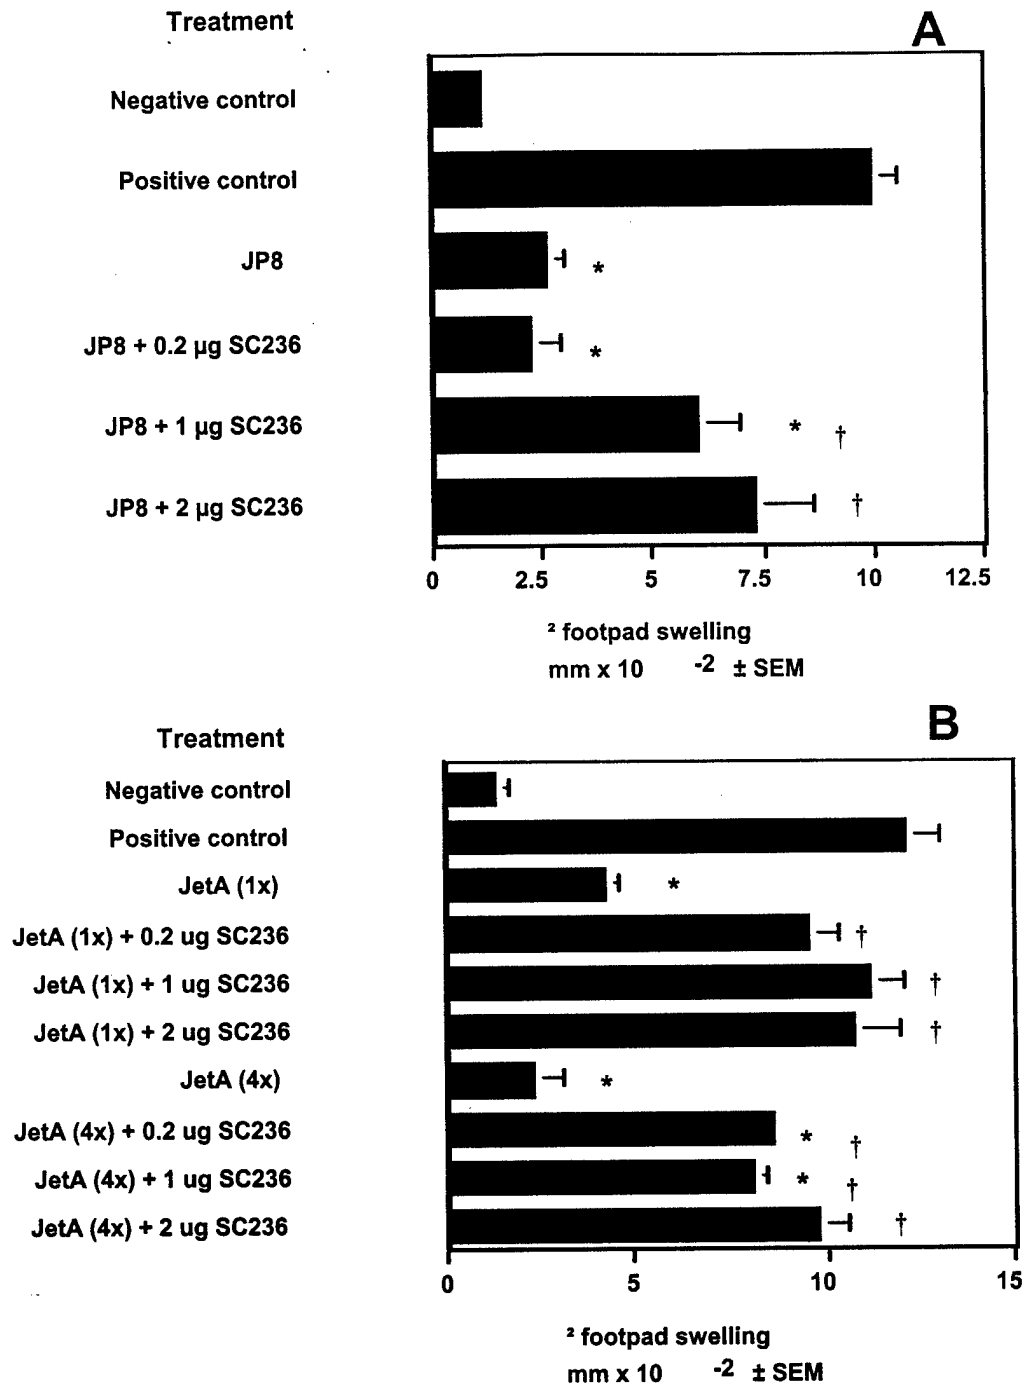 Treatment
A
Negative control
Positive control
JP8
*
JP8 + 0.2 µg SC236
*
JP8 + 1 µg SC236
* †
JP8 + 2 µg SC236
†
0 2.5 5 7.5 10 12.5
² footpad swelling
mm x 10 -2 ± SEM
B
Treatment
Negative control
Positive control
JetA (1x)
*
JetA (1x) + 0.2 ug SC236
†
JetA (1x) + 1 ug SC236
†
JetA (1x) + 2 ug SC236
†
JetA (4x)
*
JetA (4x) + 0.2 ug SC236
* †
JetA (4x) + 1 ug SC236
* †
JetA (4x) + 2 ug SC236
†
0 5 10 15
² footpad swelling
mm x 10 -2 ± SEM